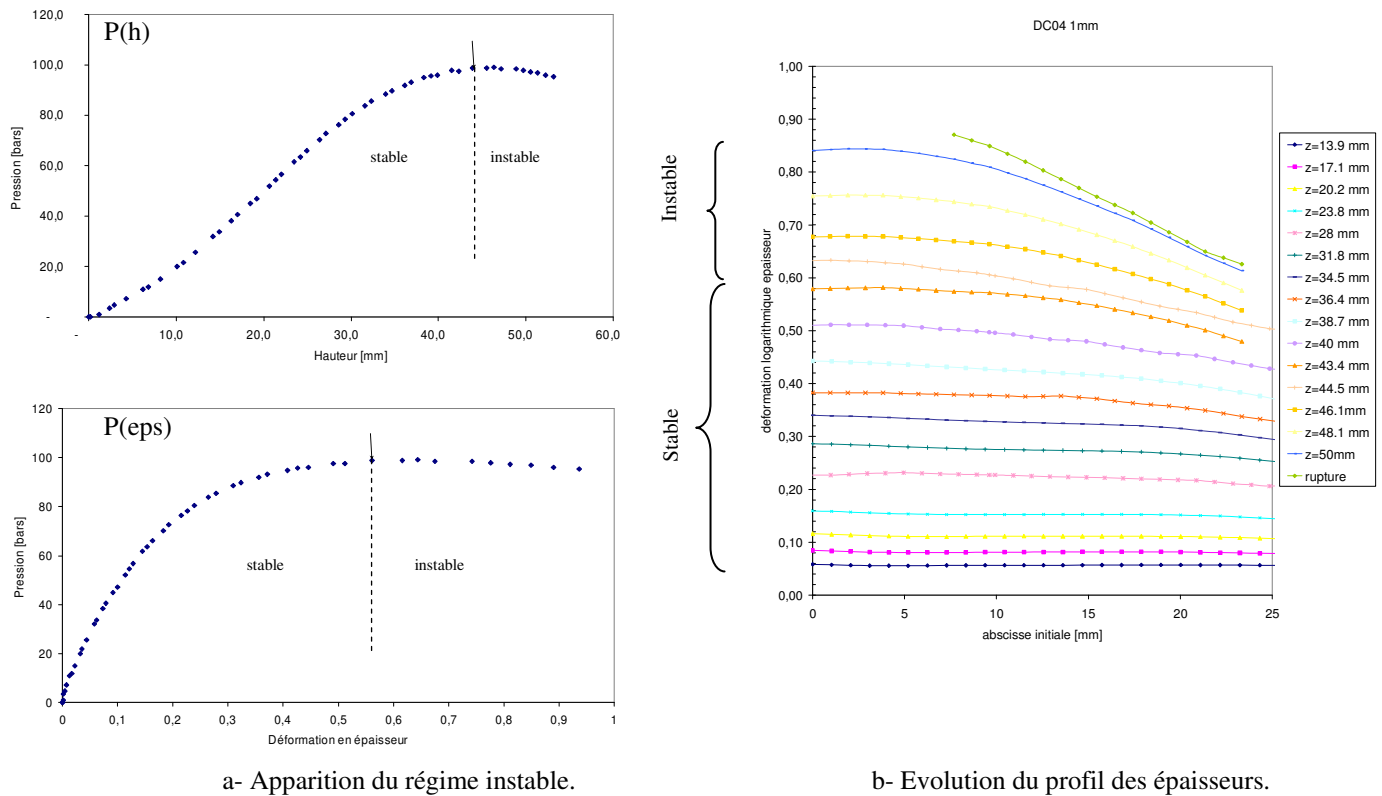 P(h)
120,0
100,0
80,0
60,0
40,0
20,0
-
Pression [bars]
stable
instable
-
10,0
20,0
30,0
40,0
50,0
60,0
Hauteur [mm]
P(eps)
120
100
80
60
40
20
0
Pression [bars]
stable
instable
0
0,1
0,2
0,3
0,4
0,5
0,6
0,7
0,8
0,9
1
Déformation en épaisseur
a- Apparition du régime instable.
DC04 1mm
Instable
Stable
deformation logarithmique epaisseur
1,00
0,90
0,80
0,70
0,60
0,50
0,40
0,30
0,20
0,10
0,00
0
5
10
15
20
25
abscisse initiale [mm]
z=13.9 mm
z=17.1 mm
z=20.2 mm
z=23.8 mm
z=28 mm
z=31.8 mm
z=34.5 mm
z=36.4 mm
z=38.7 mm
z=40 mm
z=43.4 mm
z=44.5 mm
z=46.1mm
z=48.1 mm
z=50mm
rupture
b- Evolution du profil des épaisseurs.